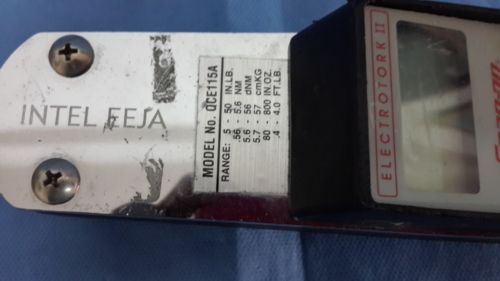 INTEL EEJA
MODEL No. QCE115A
RANGE: 5 - 50 IN.LB.
.56 - 5.6 NM
5.6 - 56 dNM
5.7 - 57 cmKG
80 - 800 IN.OZ.
.4 - 4.0 FT.LB.
ELECTROTORK II